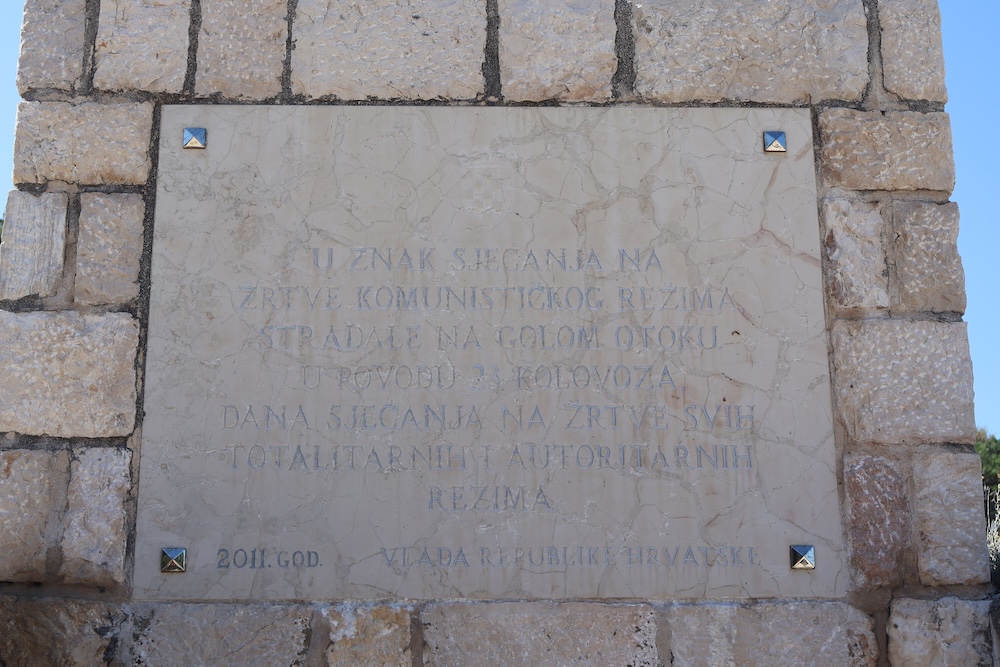 U ZNAK SJEĆANJA NA
ŽRTVE KOMUNISTIČKOG REŽIMA
STRADALE NA GOLOM OTOKU
U POVODU 23 KOLOVOZA
DANA SJEĆANJA NA ŽRTVE SVIH
TOTALITARNIH I AUTORITARNIH
REŽIMA
2011. GOD. VLADA REPUBLIKE HRVATSKE